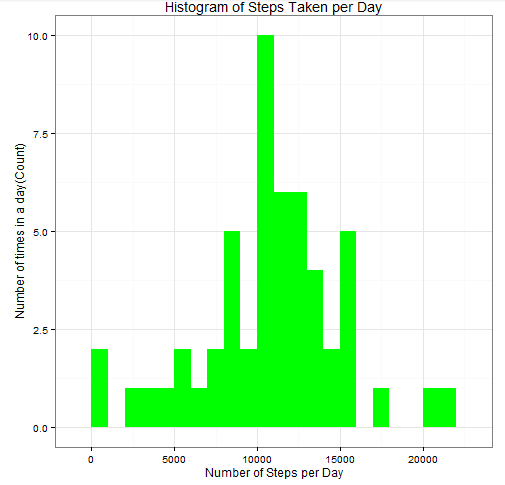 Histogram of Steps Taken per Day
Number of times in a day(Count)
10.0
7.5
5.0
2.5
0.0
0 5000 10000 15000 20000
Number of Steps per Day